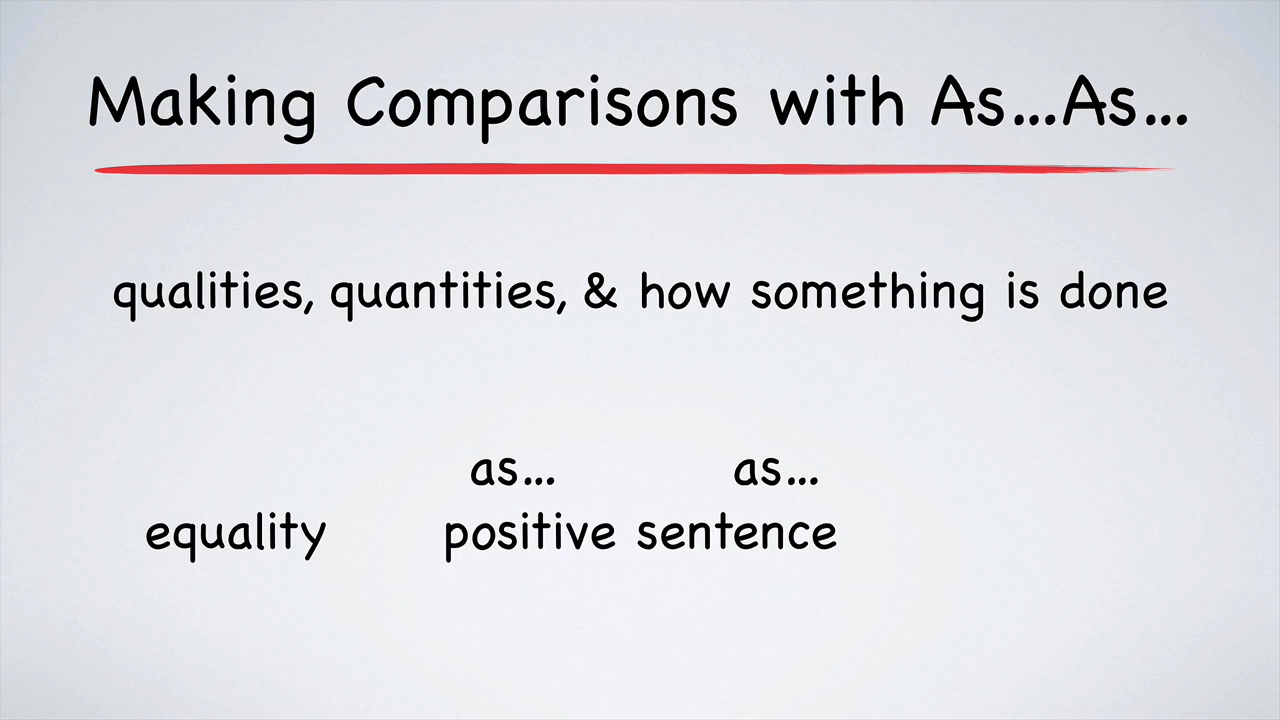 Making Comparisons with As...As...
qualities, quantities, & how something is done
as... as...
equality positive sentence